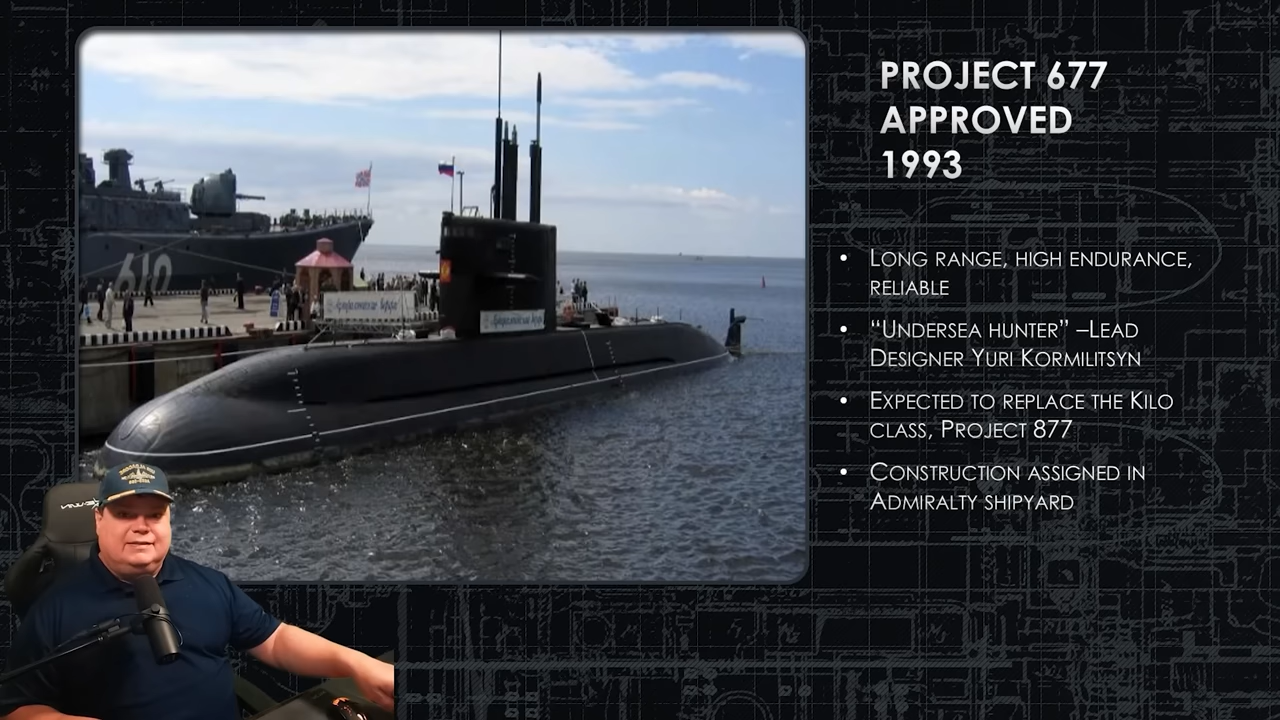 PROJECT 677
APPROVED
1993
• LONG RANGE, HIGH ENDURANCE,
RELIABLE
• “UNDERSEA HUNTER” –LEAD
DESIGNER YURI KORMILITSYN
• EXPECTED TO REPLACE THE KILO
CLASS, PROJECT 877
• CONSTRUCTION ASSIGNED IN
ADMIRALTY SHIPYARD
610